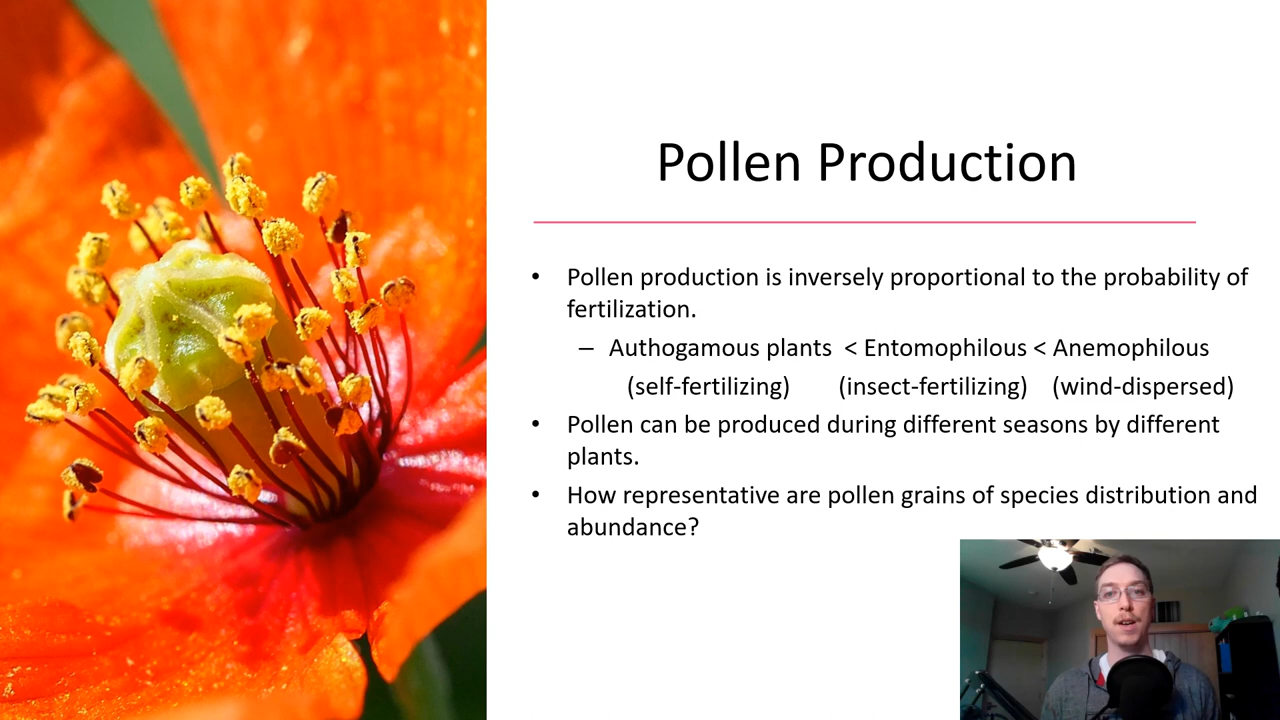 Pollen Production
• Pollen production is inversely proportional to the probability of
fertilization.
– Authogamous plants < Entomophilous < Anemophilous
(self-fertilizing) (insect-fertilizing) (wind-dispersed)
• Pollen can be produced during different seasons by different
plants.
• How representative are pollen grains of species distribution and
abundance?